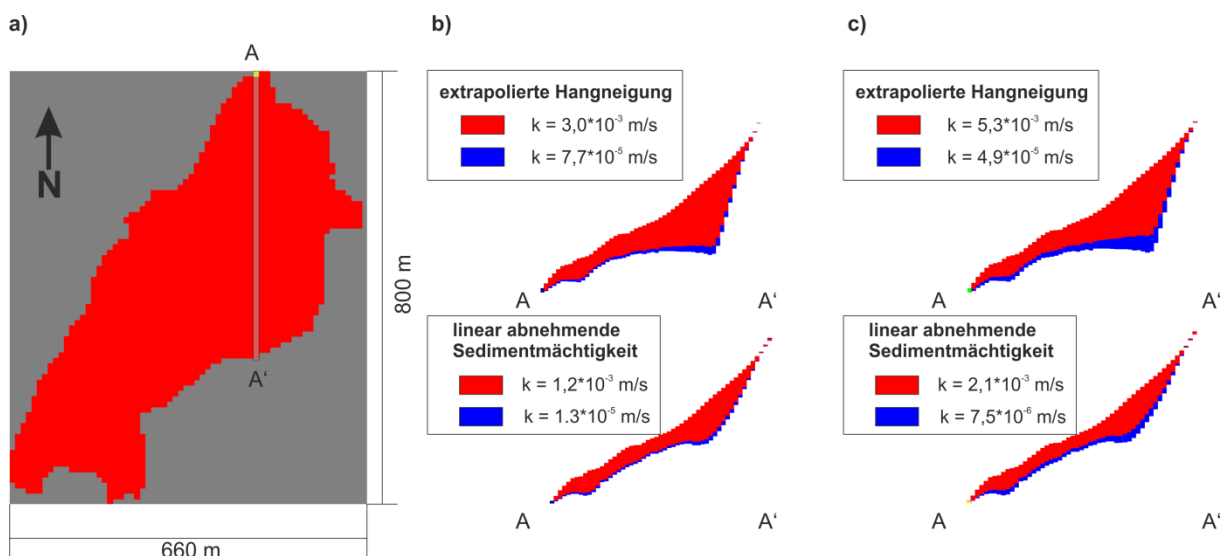 a)
A
N
A‘
800 m
660 m
b)
extrapolierte Hangneigung
k = 3,0*10⁻³ m/s
k = 7,7*10⁻⁵ m/s
A
A‘
linear abnehmende
Sedimentmächtigkeit
k = 1,2*10⁻³ m/s
k = 1.3*10⁻⁵ m/s
A
A‘
c)
extrapolierte Hangneigung
k = 5,3*10⁻³ m/s
k = 4,9*10⁻⁵ m/s
A
A‘
linear abnehmende
Sedimentmächtigkeit
k = 2,1*10⁻³ m/s
k = 7,5*10⁻⁶ m/s
A
A‘